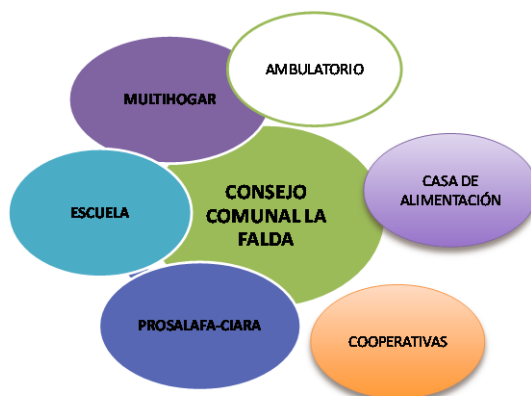 AMBULATORIO
MULTIHOGAR
CASA DE
ALIMENTACIÓN
CONSEJO
COMUNAL LA
FALDA
ESCUELA
PROSALAFA-CIARA
COOPERATIVAS